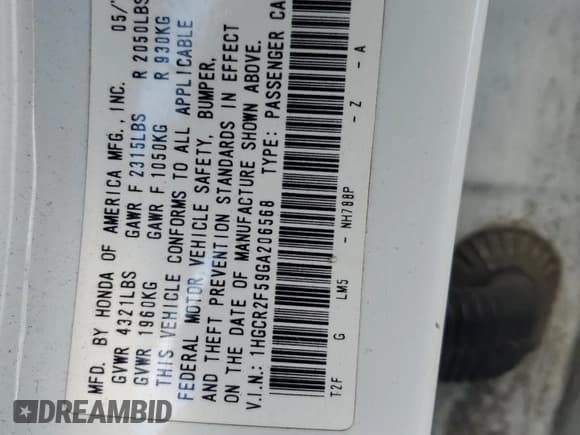 MFD. BY HONDA OF AMERICA MFG., INC. 05/
GVWR 4321LBS GAWR F 2315LBS R 2050LBS
GVWR 1960KG GAWR F 1050KG R 930KG
THIS VEHICLE CONFORMS TO ALL APPLICABLE
FEDERAL MOTOR VEHICLE SAFETY, BUMPER,
AND THEFT PREVENTION STANDARDS IN EFFECT
ON THE DATE OF MANUFACTURE SHOWN ABOVE.
V.I.N.: 1HGCR2F59GA206568 TYPE: PASSENGER CA
T2F G LM5 - NH788P - Z - A
DREAMBID